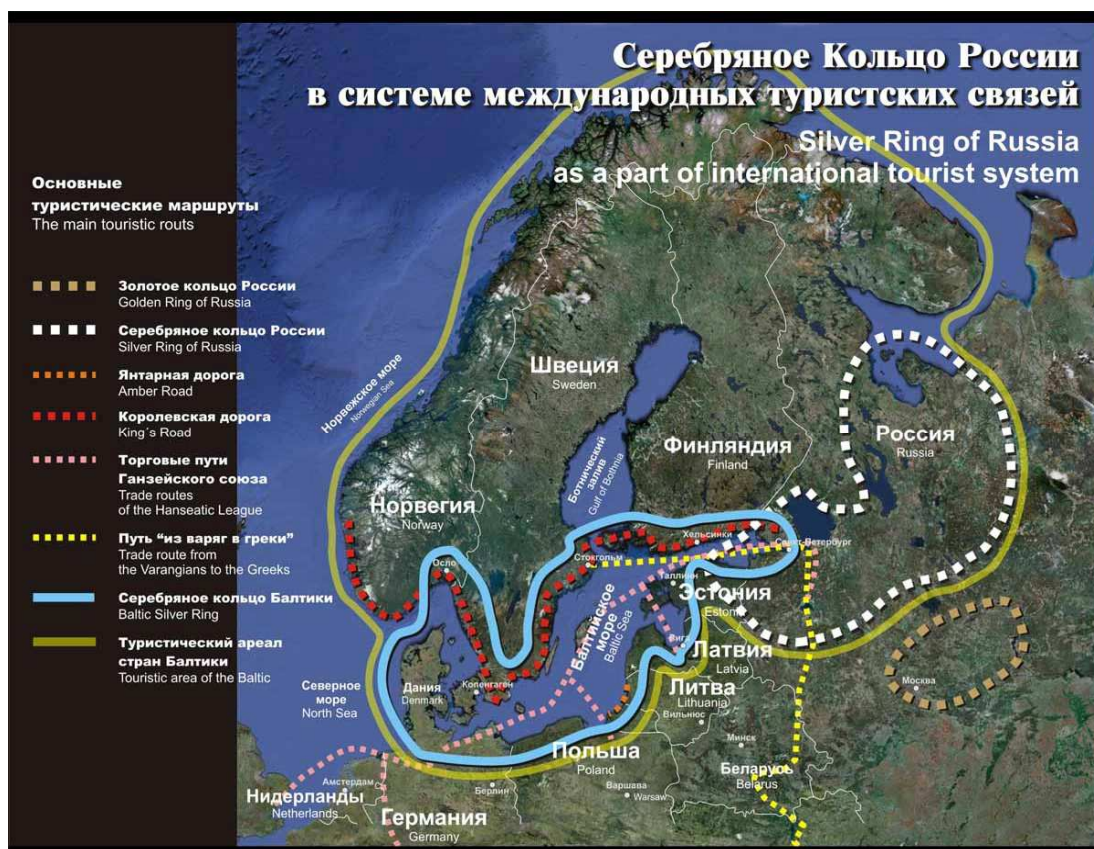 Серебряное Кольцо России
в системе международных туристских связей
Silver Ring of Russia
as a part of international tourist system
Основные
туристические маршруты
The main touristic routs
Золотое кольцо России
Golden Ring of Russia
Серебряное кольцо России
Silver Ring of Russia
Янтарная дорога
Amber Road
Королевская дорога
King´s Road
Торговые пути
Ганзейского союза
Trade routes
of the Hanseatic League
Путь “из варяг в греки”
Trade route from
the Varangians to the Greeks
Серебряное кольцо Балтики
Baltic Silver Ring
Туристический ареал
стран Балтики
Touristic area of the Baltic
Норвежское море
Norwegian Sea
Швеция
Sweden
Ботнический
залив
Gulf of Bothnia
Финляндия
Finland
Россия
Russia
Норвегия
Norway
Осло
Стокгольм
Хельсинки
Санкт-Петербург
Таллинн
Эстония
Estonia
Балтийское
море
Baltic Sea
Рига
Латвия
Latvia
Северное
море
North Sea
Дания
Denmark
Копенгаген
Литва
Lithuania
Вильнюс
Москва
Минск
Беларусь
Belarus
Польша
Poland
Варшава
Warsaw
Берлин
Амстердам
Нидерланды
Netherlands
Германия
Germany